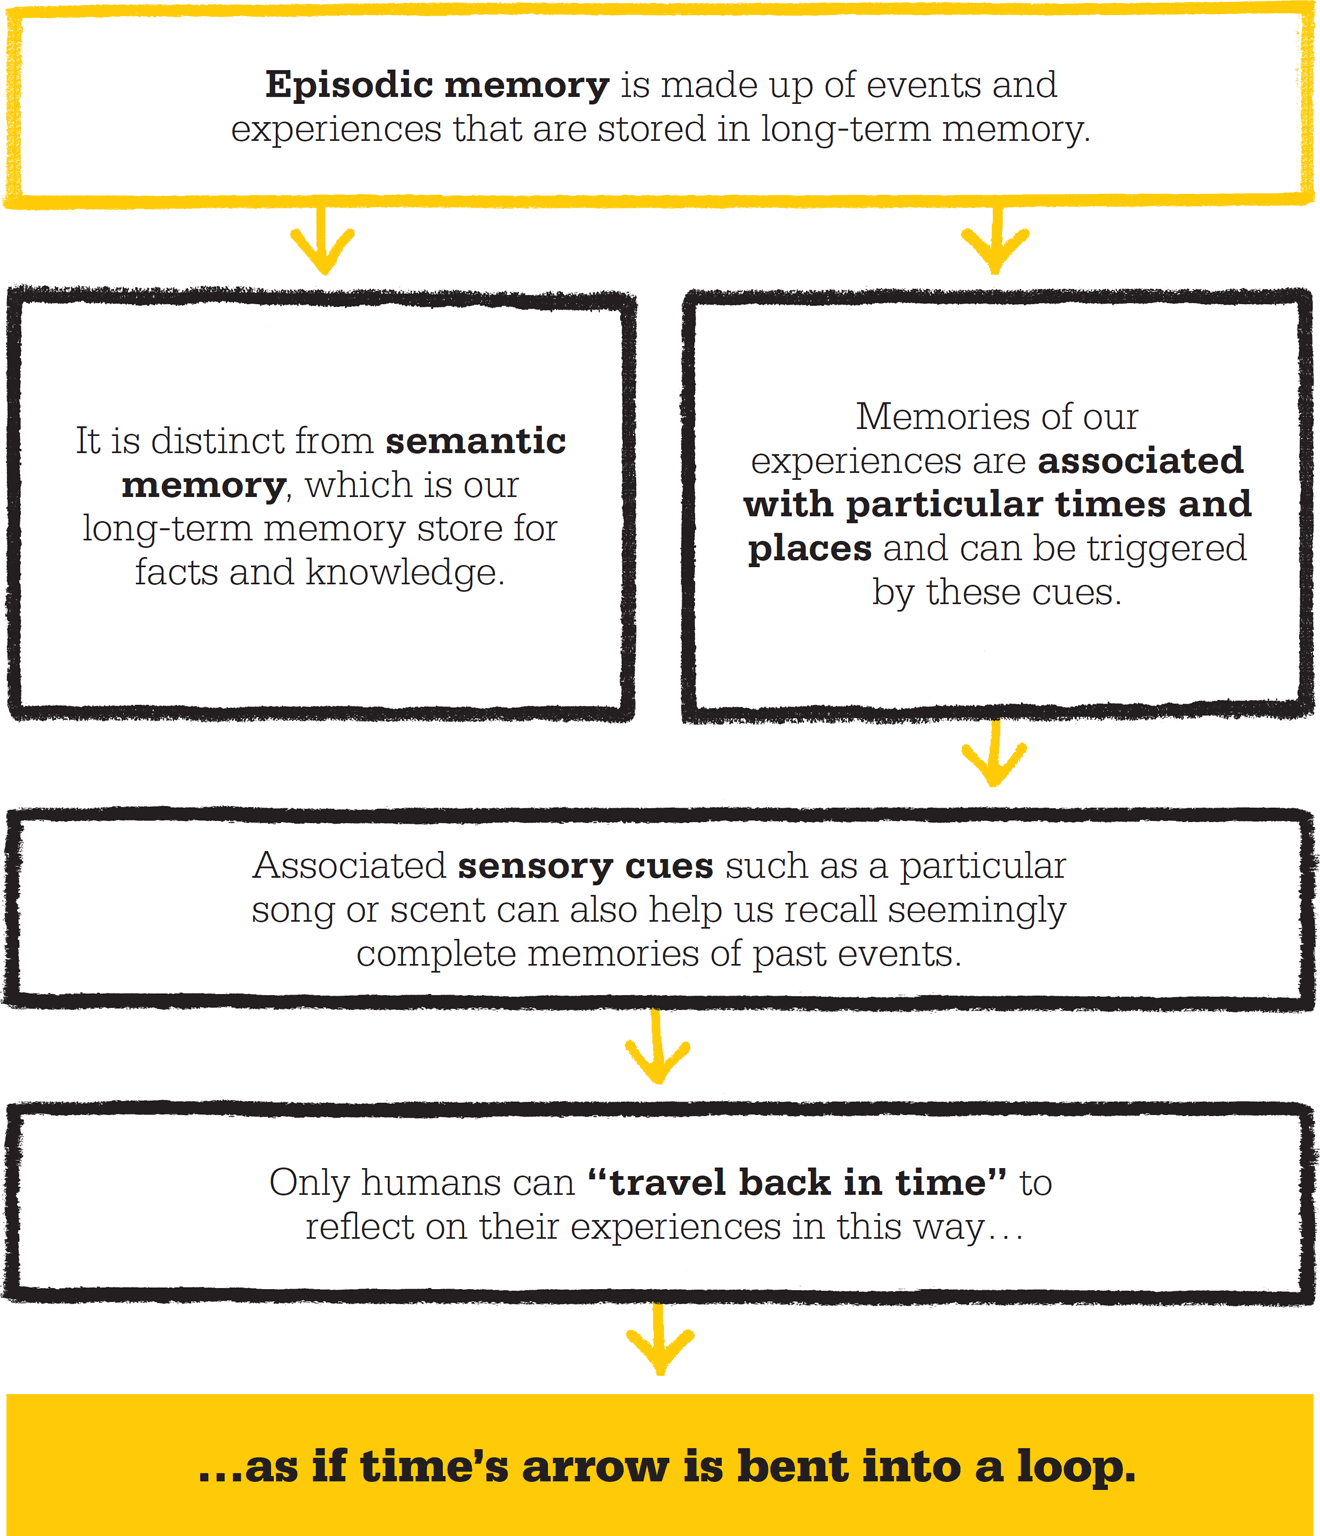 Episodic memory is made up of events and
experiences that are stored in long-term memory.
It is distinct from semantic
memory, which is our
long-term memory store for
facts and knowledge.
Memories of our
experiences are associated
with particular times and
places and can be triggered
by these cues.
Associated sensory cues such as a particular
song or scent can also help us recall seemingly
complete memories of past events.
Only humans can “travel back in time” to
reflect on their experiences in this way…
…as if time’s arrow is bent into a loop.